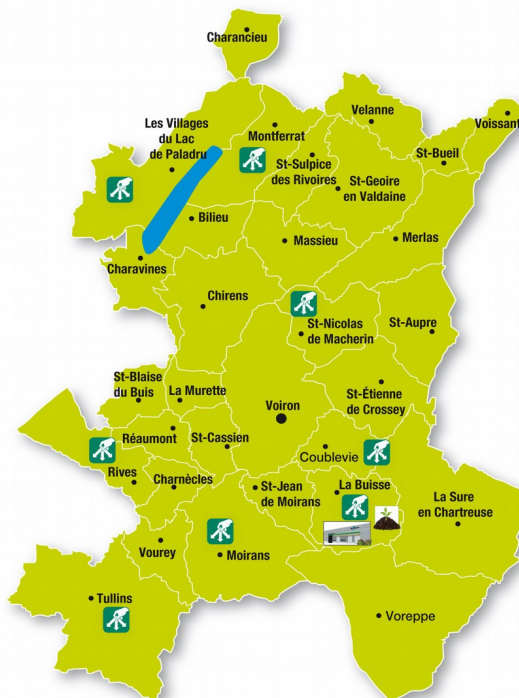 Charancieu
Les Villages
du Lac
de Paladru
Montferrat
Velanne
Voissant
St-Sulpice
des Rivoires
St-Bueil
St-Geoire
en Valdaine
Bilieu
Massieu
Merlas
Charavines
Chirens
St-Nicolas
de Macherin
St-Aupre
St-Blaise
du Buis
La Murette
St-Étienne
de Crossey
Voiron
Réaumont
St-Cassien
Coublevie
Rives
Charnècles
St-Jean
de Moirans
La Buisse
La Sure
en Chartreuse
Vourey
Moirans
Tullins
Voreppe